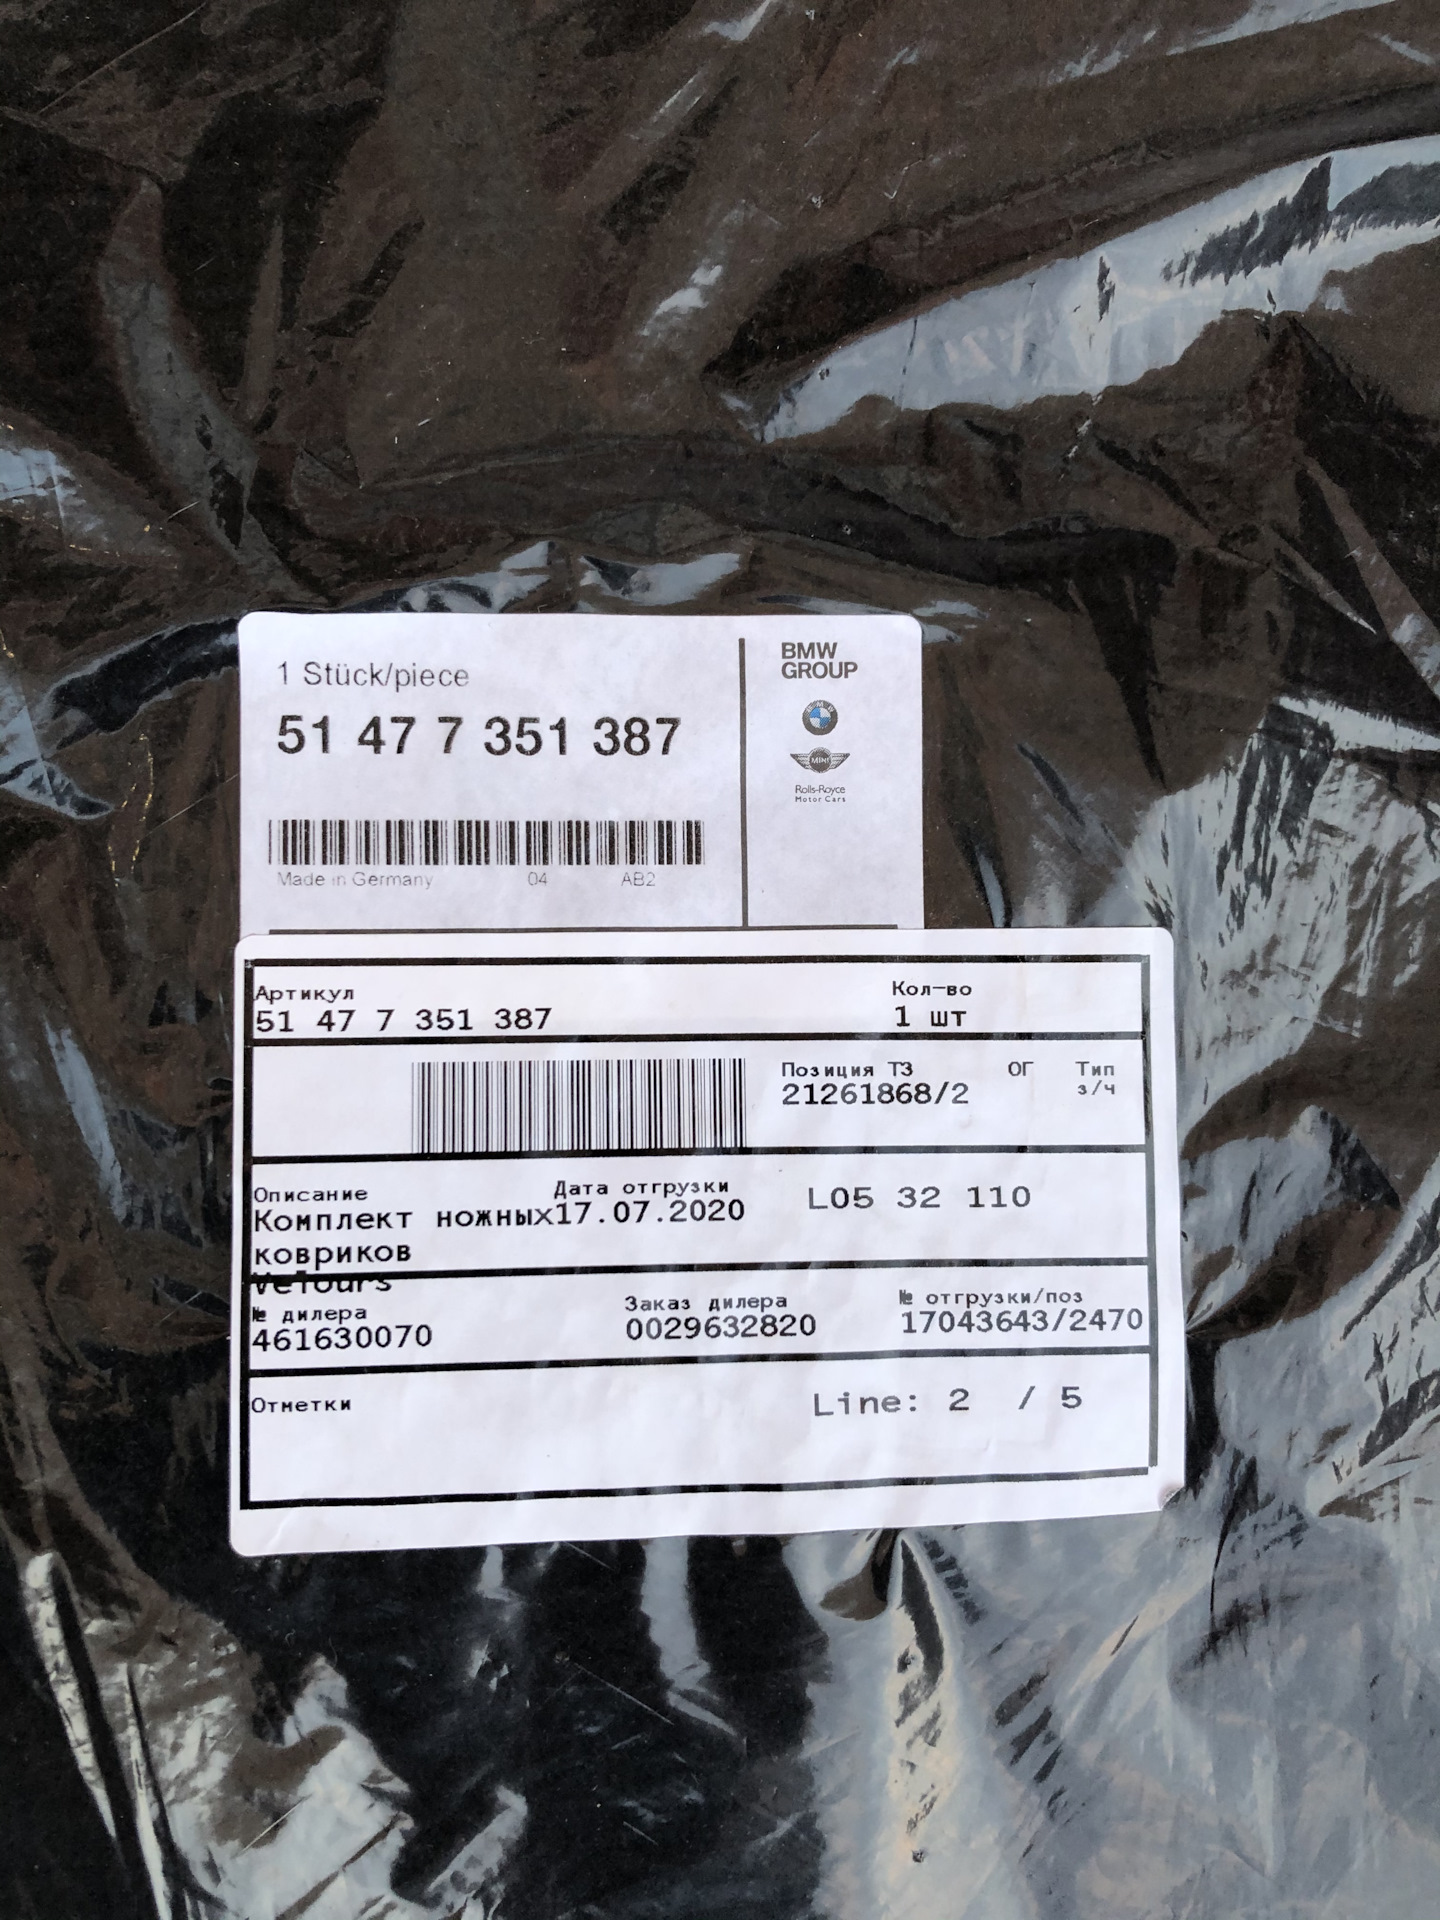 1 Stück/piece
51 47 7 351 387
Made in Germany 04 AB2
BMW
GROUP
BMW
MINI
Rolls-Royce
Motor Cars
Артикул Кол-во
51 47 7 351 387 1 шт
Позиция ТЗ ОГ Тип
21261868/2 з/ч
Описание Дата отгрузки
Комплект ножных17.07.2020 L05 32 110
ковриков
Velours
№ дилера Заказ дилера № отгрузки/поз
461630070 0029632820 17043643/2470
Отметки Line: 2 / 5